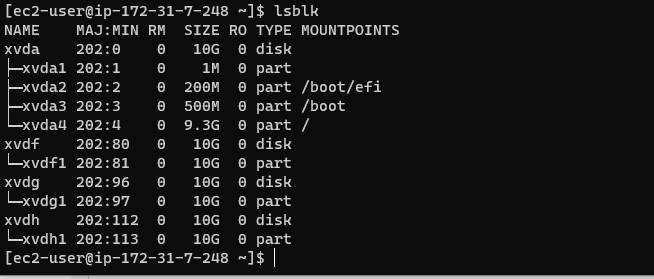 [ec2-user@ip-172-31-7-248 ~]$ lsblk
NAME    MAJ:MIN RM  SIZE RO TYPE MOUNTPOINTS
xvda    202:0    0   10G  0 disk
├─xvda1 202:1    0    1M  0 part
├─xvda2 202:2    0  200M  0 part /boot/efi
├─xvda3 202:3    0  500M  0 part /boot
└─xvda4 202:4    0  9.3G  0 part /
xvdf    202:80   0   10G  0 disk
└─xvdf1 202:81   0   10G  0 part
xvdg    202:96   0   10G  0 disk
└─xvdg1 202:97   0   10G  0 part
xvdh    202:112  0   10G  0 disk
└─xvdh1 202:113  0   10G  0 part
[ec2-user@ip-172-31-7-248 ~]$